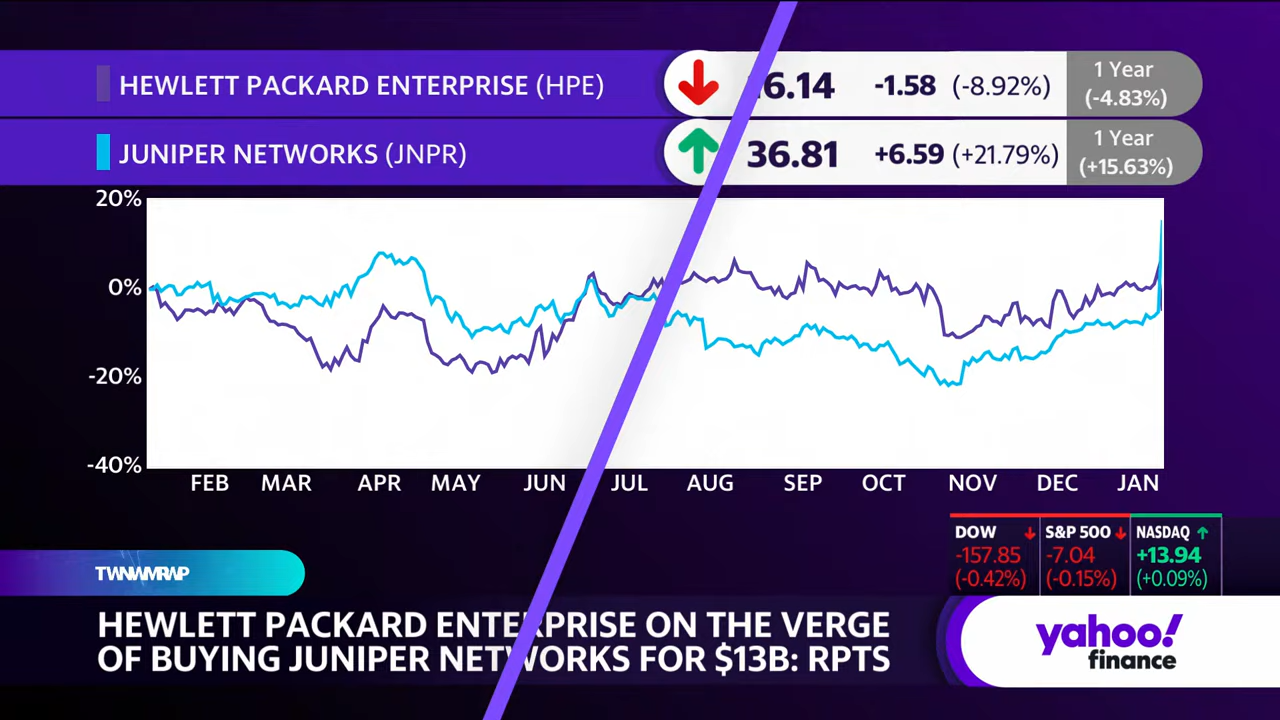 HEWLETT PACKARD ENTERPRISE (HPE) 6.14 -1.58 (-8.92%) 1 Year (-4.83%)
JUNIPER NETWORKS (JNPR) 36.81 +6.59 (+21.79%) 1 Year (+15.63%)
20%
0%
-20%
-40%
FEB MAR APR MAY JUN JUL AUG SEP OCT NOV DEC JAN
DOW S&P 500 NASDAQ
-157.85 -7.04 +13.94
(-0.42%) (-0.15%) (+0.09%)
HEWLETT PACKARD ENTERPRISE ON THE VERGE
OF BUYING JUNIPER NETWORKS FOR $13B: RPTS
yahoo!
finance